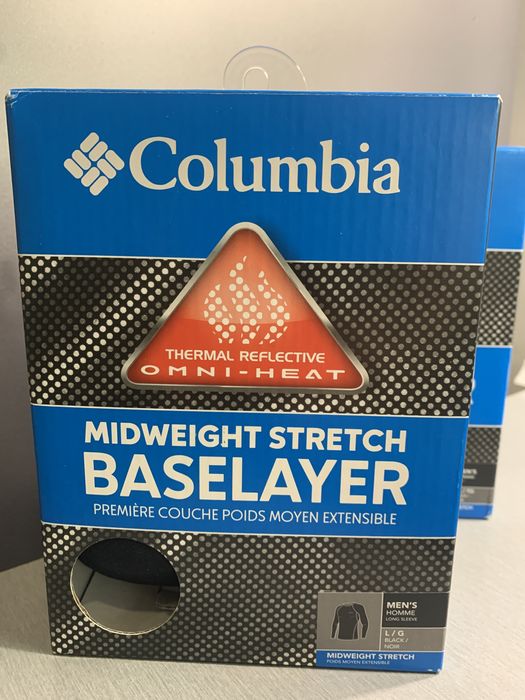 Columbia
THERMAL REFLECTIVE
OMNI-HEAT
MIDWEIGHT STRETCH
BASELAYER
PREMIÈRE COUCHE POIDS MOYEN EXTENSIBLE
MEN'S
HOMME
LONG SLEEVE
L / G
BLACK /
NOIR
MIDWEIGHT STRETCH
POIDS MOYEN EXTENSIBLE